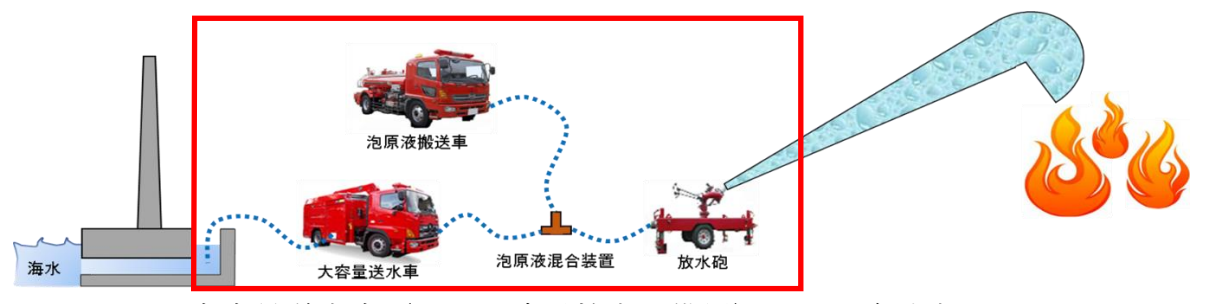 泡原液搬送車
海水
大容量送水車
泡原液混合装置
放水砲